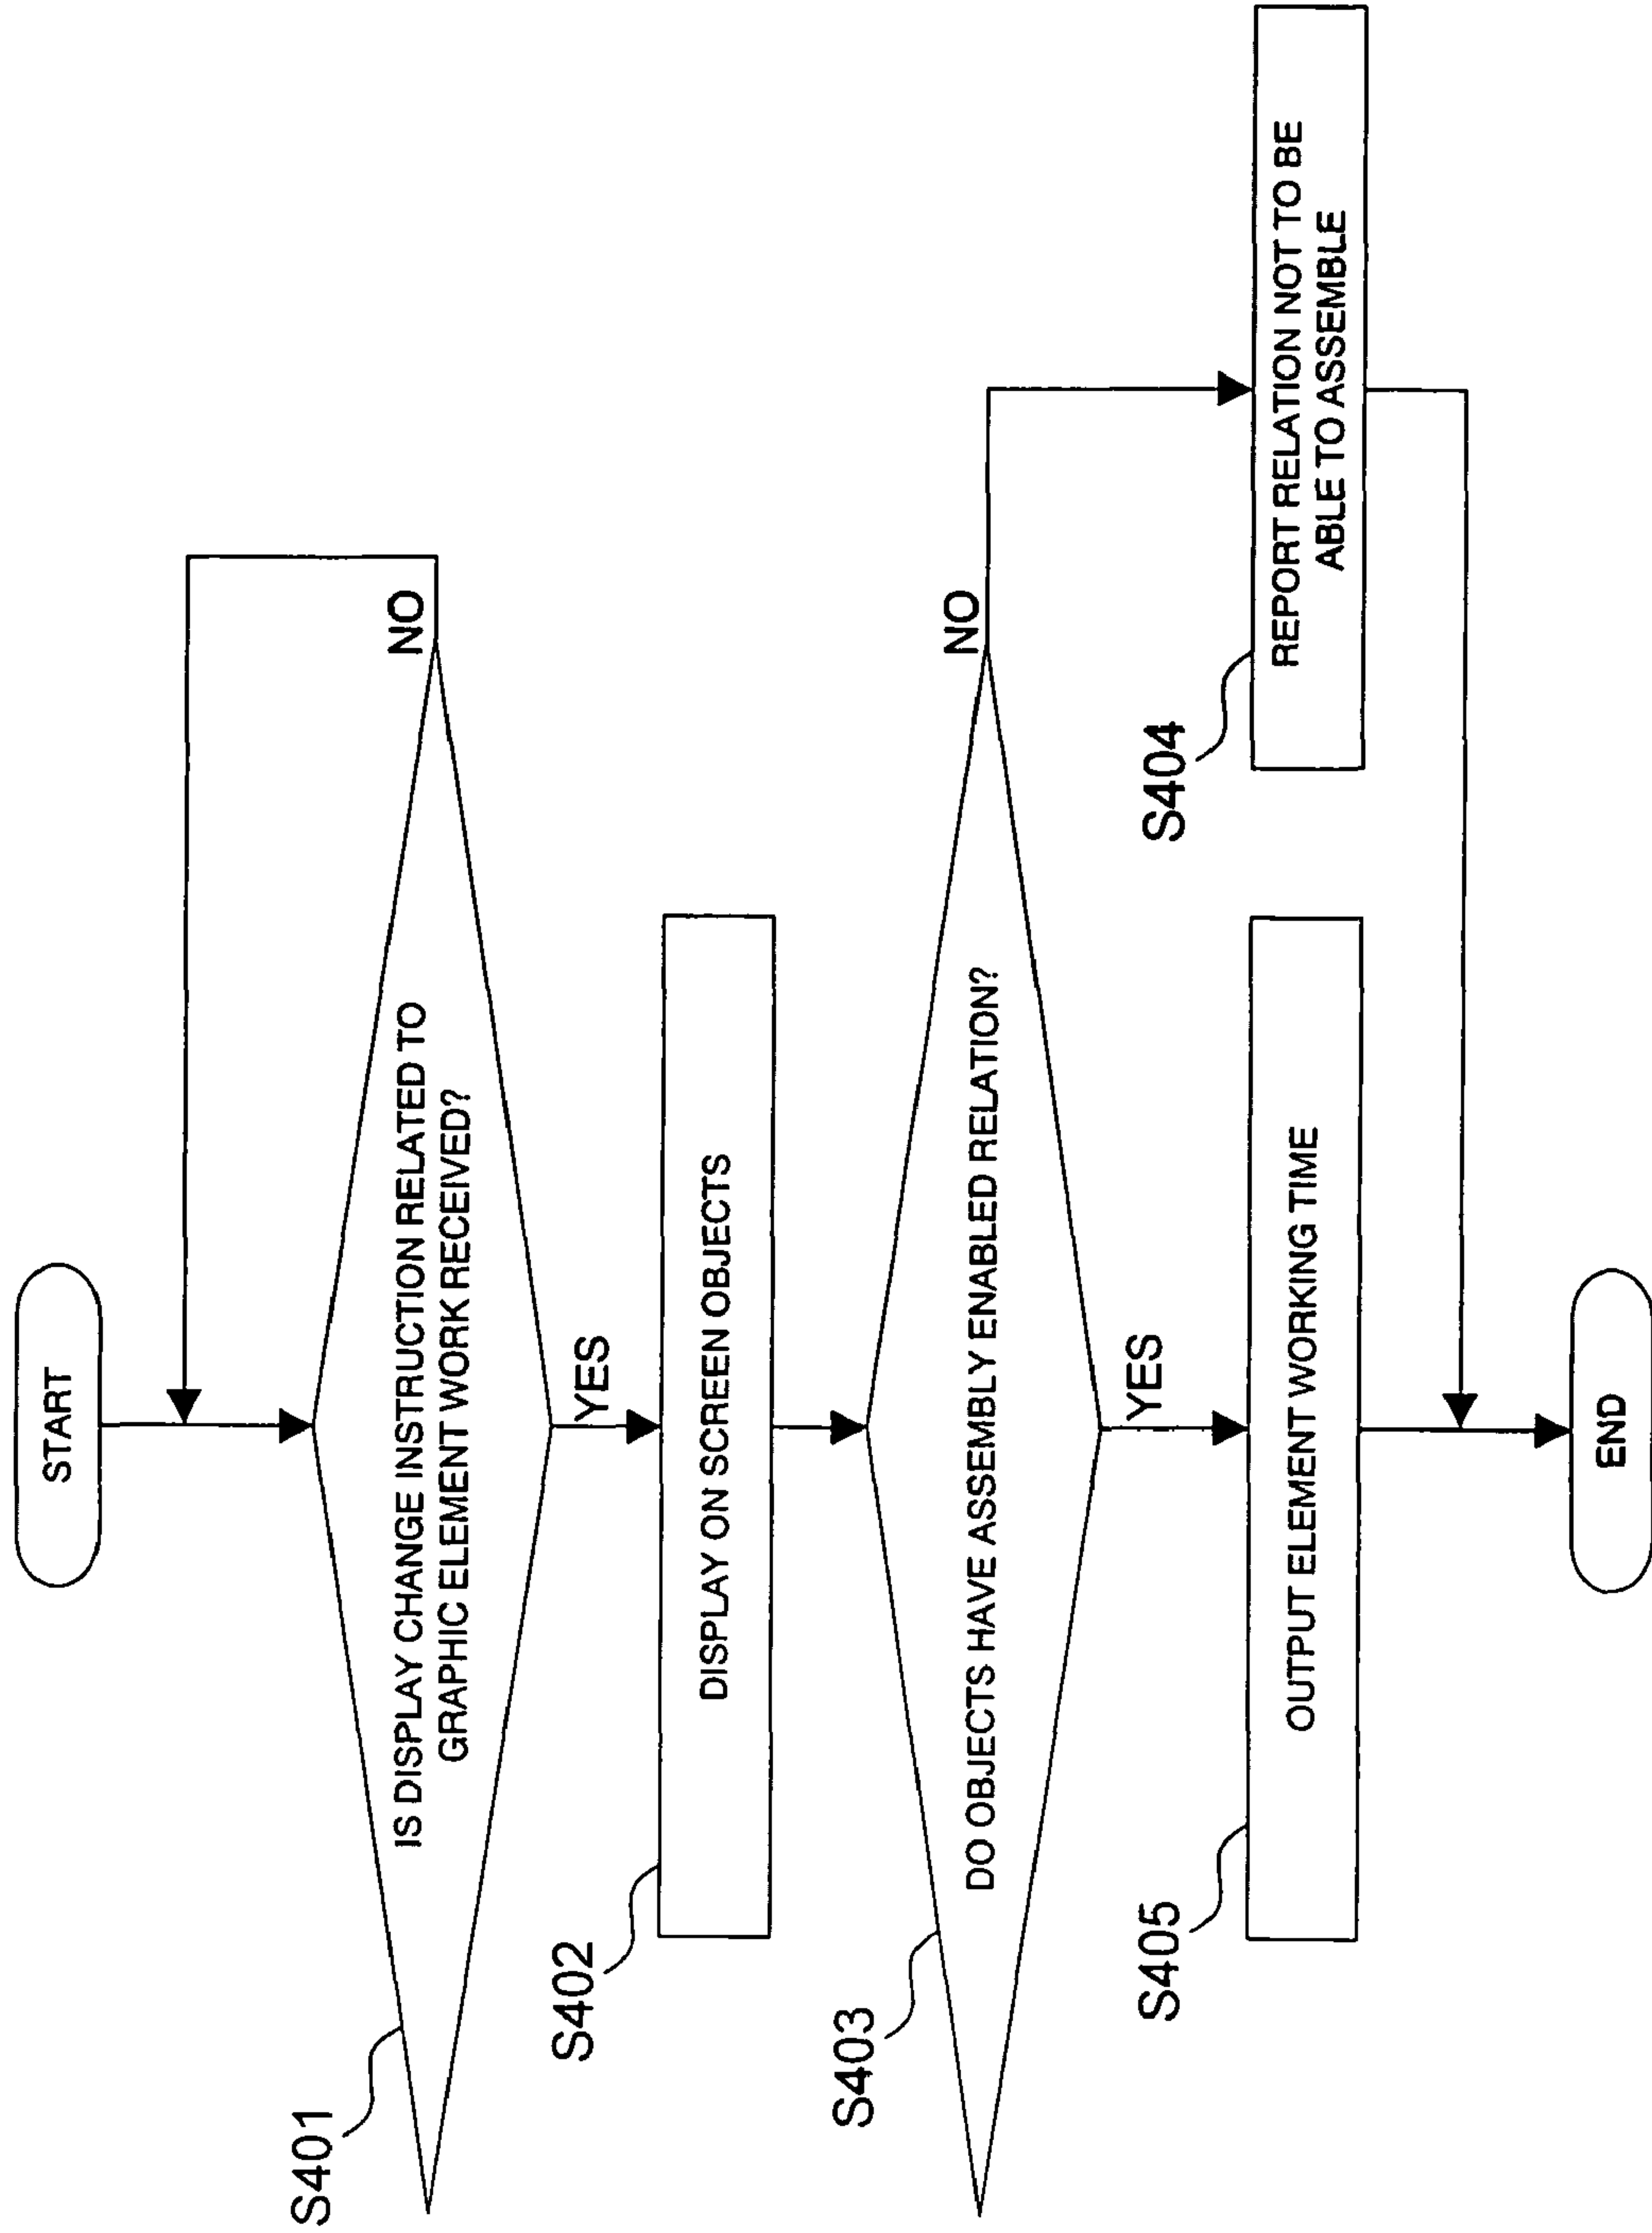 START
S401
IS DISPLAY CHANGE INSTRUCTION RELATED TO
GRAPHIC ELEMENT WORK RECEIVED?
NO
YES
S402
DISPLAY ON SCREEN OBJECTS
S403
DO OBJECTS HAVE ASSEMBLY ENABLED RELATION?
NO
YES
S404
REPORT RELATION NOT TO BE
ABLE TO ASSEMBLE
S405
OUTPUT ELEMENT WORKING TIME
END